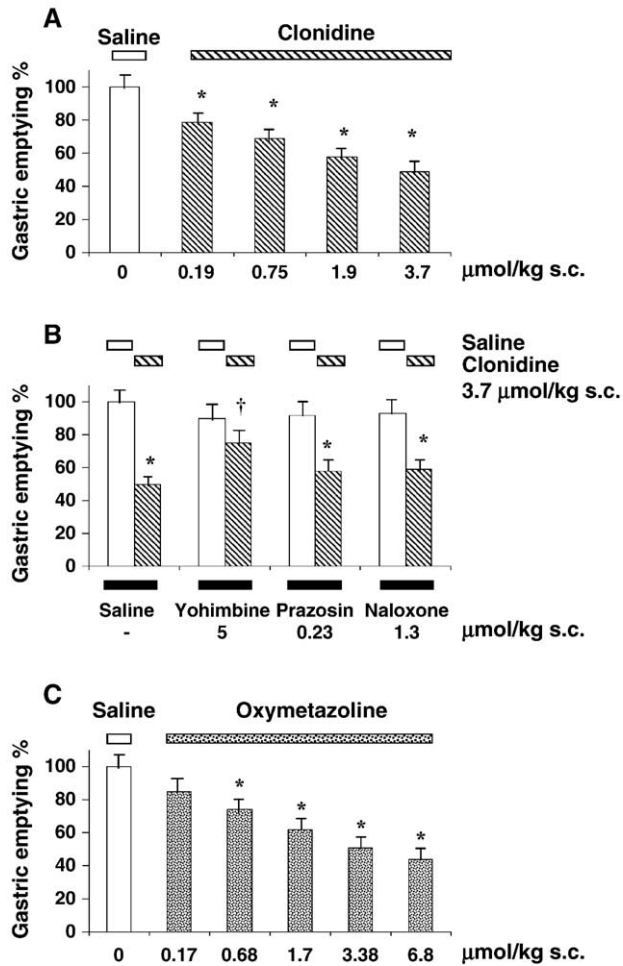 A
Saline Clonidine
Gastric emptying %
100
80
60
40
20
0
* * * *
0 0.19 0.75 1.9 3.7 μmol/kg s.c.
B
Saline
Clonidine
3.7 μmol/kg s.c.
Gastric emptying %
100
80
60
40
20
0
* † * *
Saline Yohimbine Prazosin Naloxone
- 5 0.23 1.3 μmol/kg s.c.
C
Saline Oxymetazoline
Gastric emptying %
100
80
60
40
20
0
* * * *
0 0.17 0.68 1.7 3.38 6.8 μmol/kg s.c.